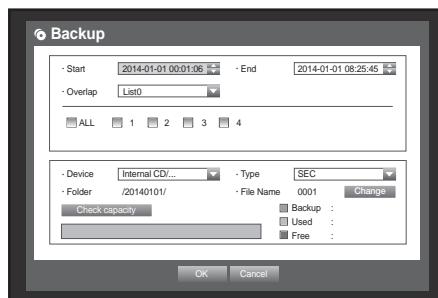 Backup
· Start 2014-01-01 00:01:06 · End 2014-01-01 08:25:45
· Overlap List0
ALL 1 2 3 4
· Device Internal CD/... · Type SEC
· Folder /20140101/ · File Name 0001 Change
Check capacity Backup :
Used :
Free :
OK Cancel